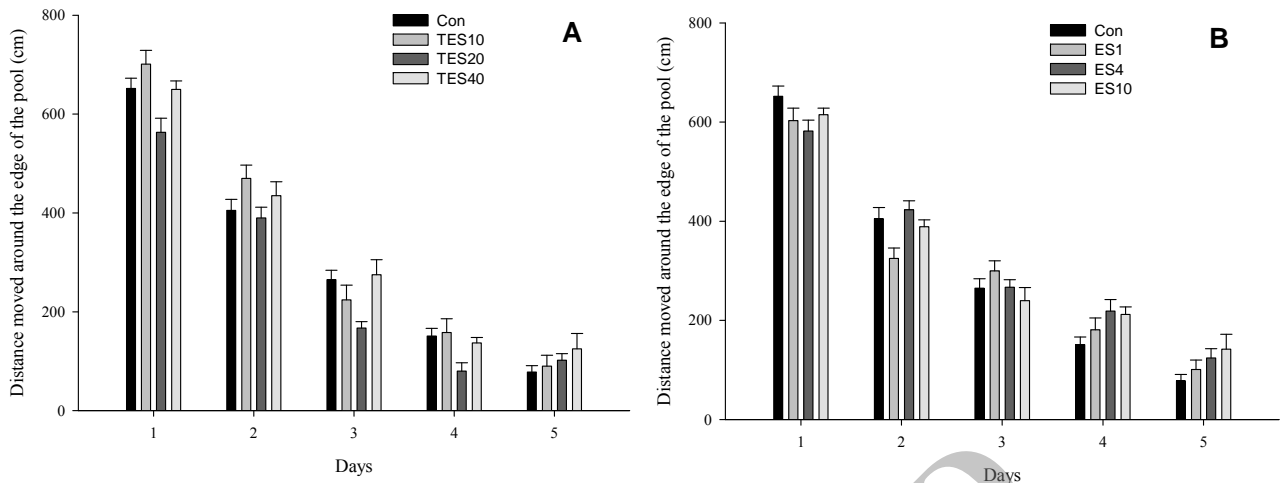 A
Con
TES10
TES20
TES40
Distance moved around the edge of the pool (cm)
800
600
400
200
0
1 2 3 4 5
Days
B
Con
ES1
ES4
ES10
Distance moved around the edge of the pool (cm)
800
600
400
200
0
1 2 3 4 5
Days